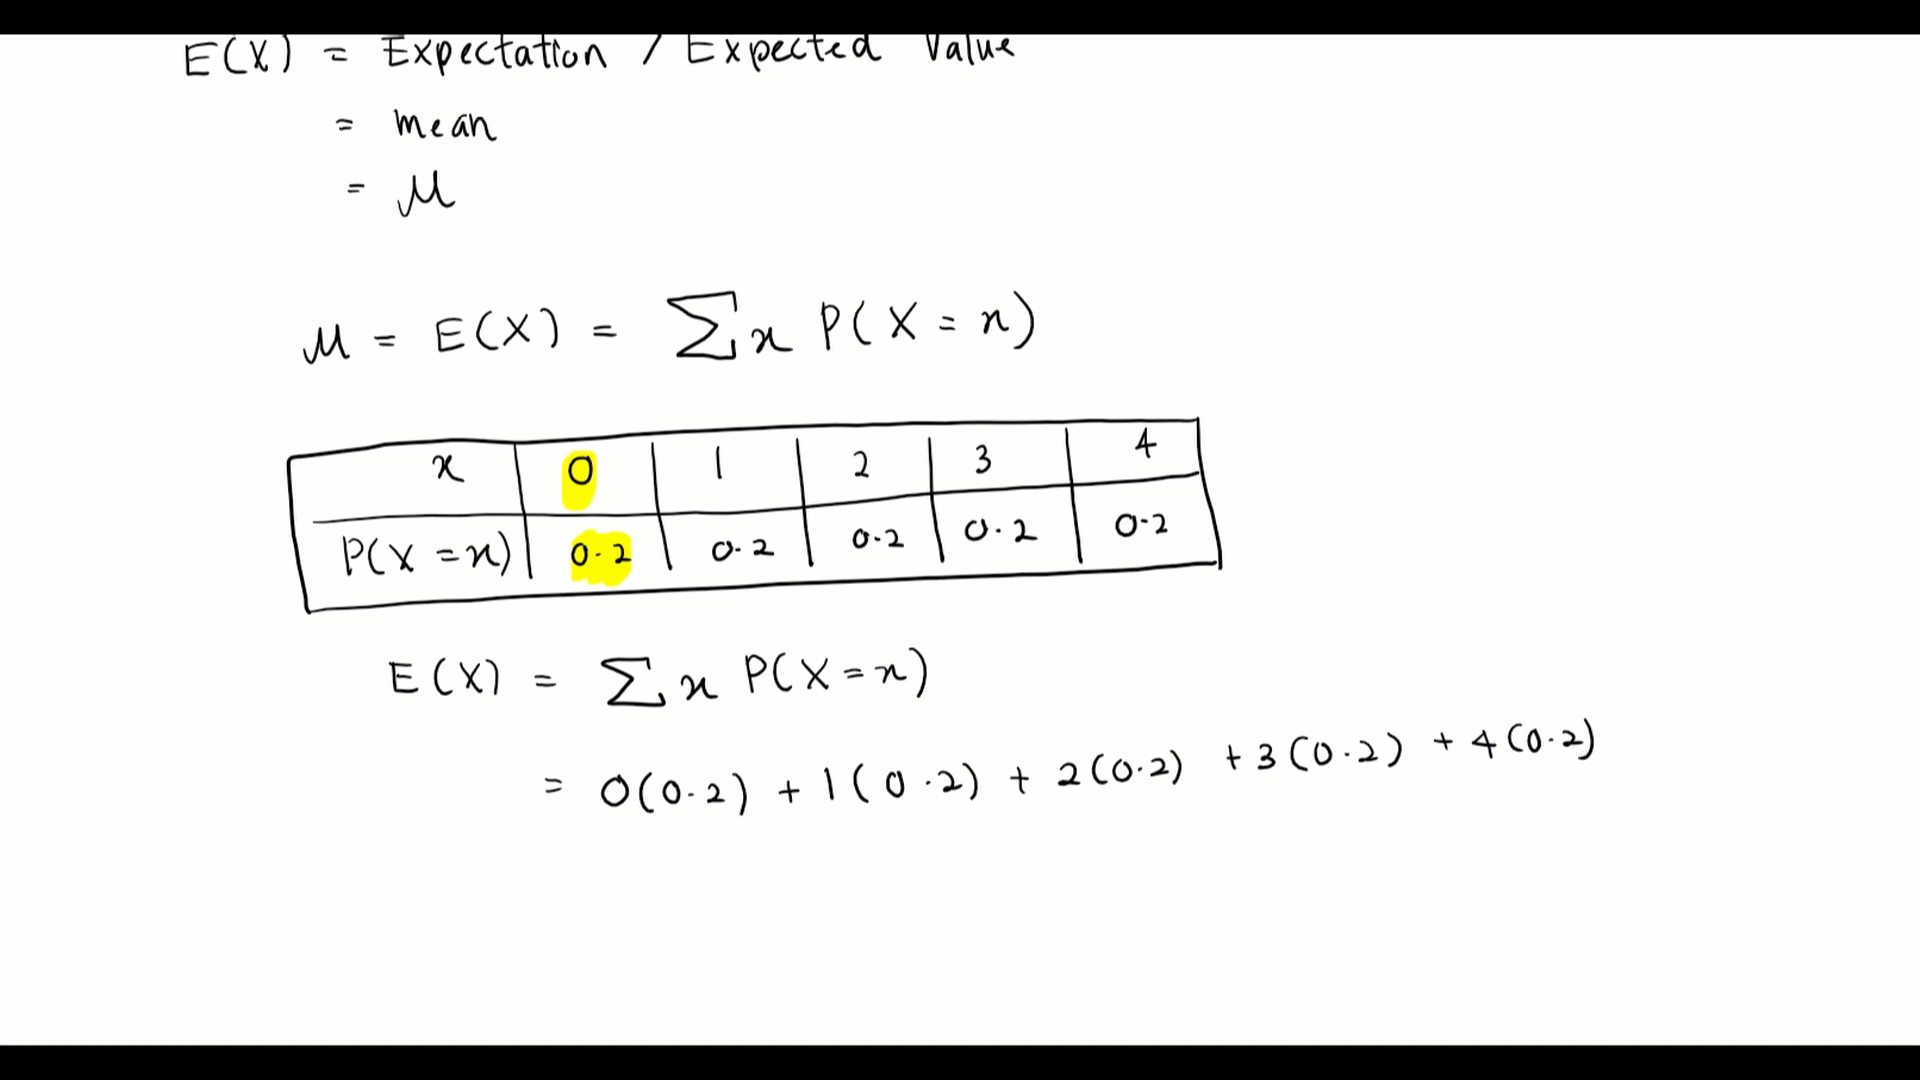 E(X) = Expectation / Expected Value
= mean
= μ
μ = E(X) = Σ x P(X = x)
x 0 1 2 3 4
P(X = x) 0.2 0.2 0.2 0.2 0.2
E(X) = Σ x P(X = x)
= 0(0.2) + 1(0.2) + 2(0.2) + 3(0.2) + 4(0.2)